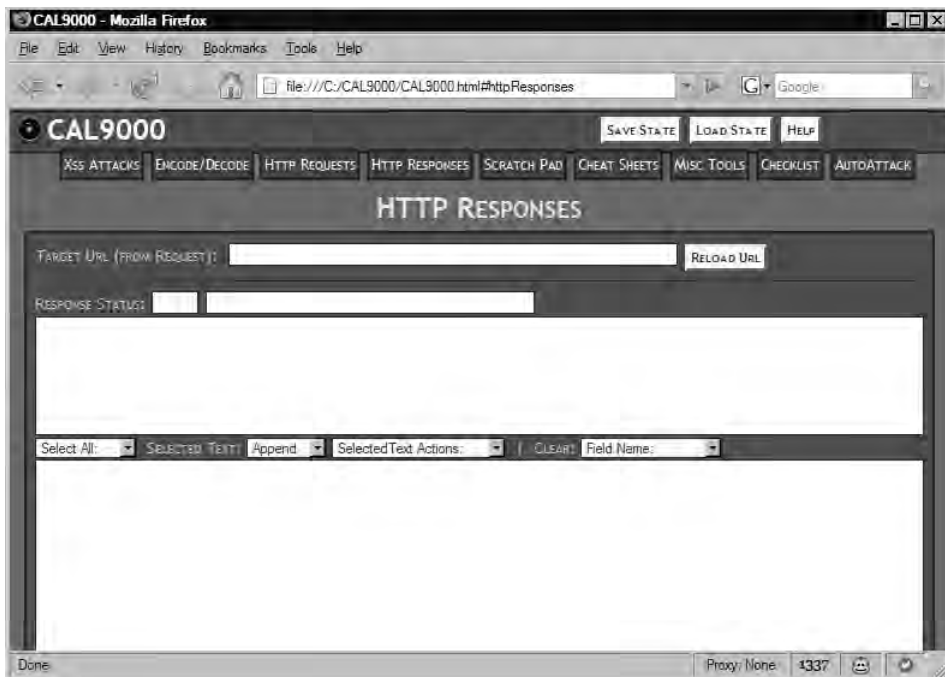 CAL9000 - Mozilla Firefox
File Edit View History Bookmarks Tools Help
file:///C:/CAL9000/CAL9000.html#httpResponses G Google
CAL9000 SAVE STATE LOAD STATE HELP
XSS ATTACKS ENCODE/DECODE HTTP REQUESTS HTTP RESPONSES SCRATCH PAD CHEAT SHEETS MISC TOOLS CHECKLIST AUTOATTACK
HTTP RESPONSES
TARGET URL (FROM REQUEST): RELOAD URL
RESPONSE STATUS:
Select All: SELECTED TEXT: Append SelectedText Actions: | CLEAR: Field Name:
Done Proxy: None 1337